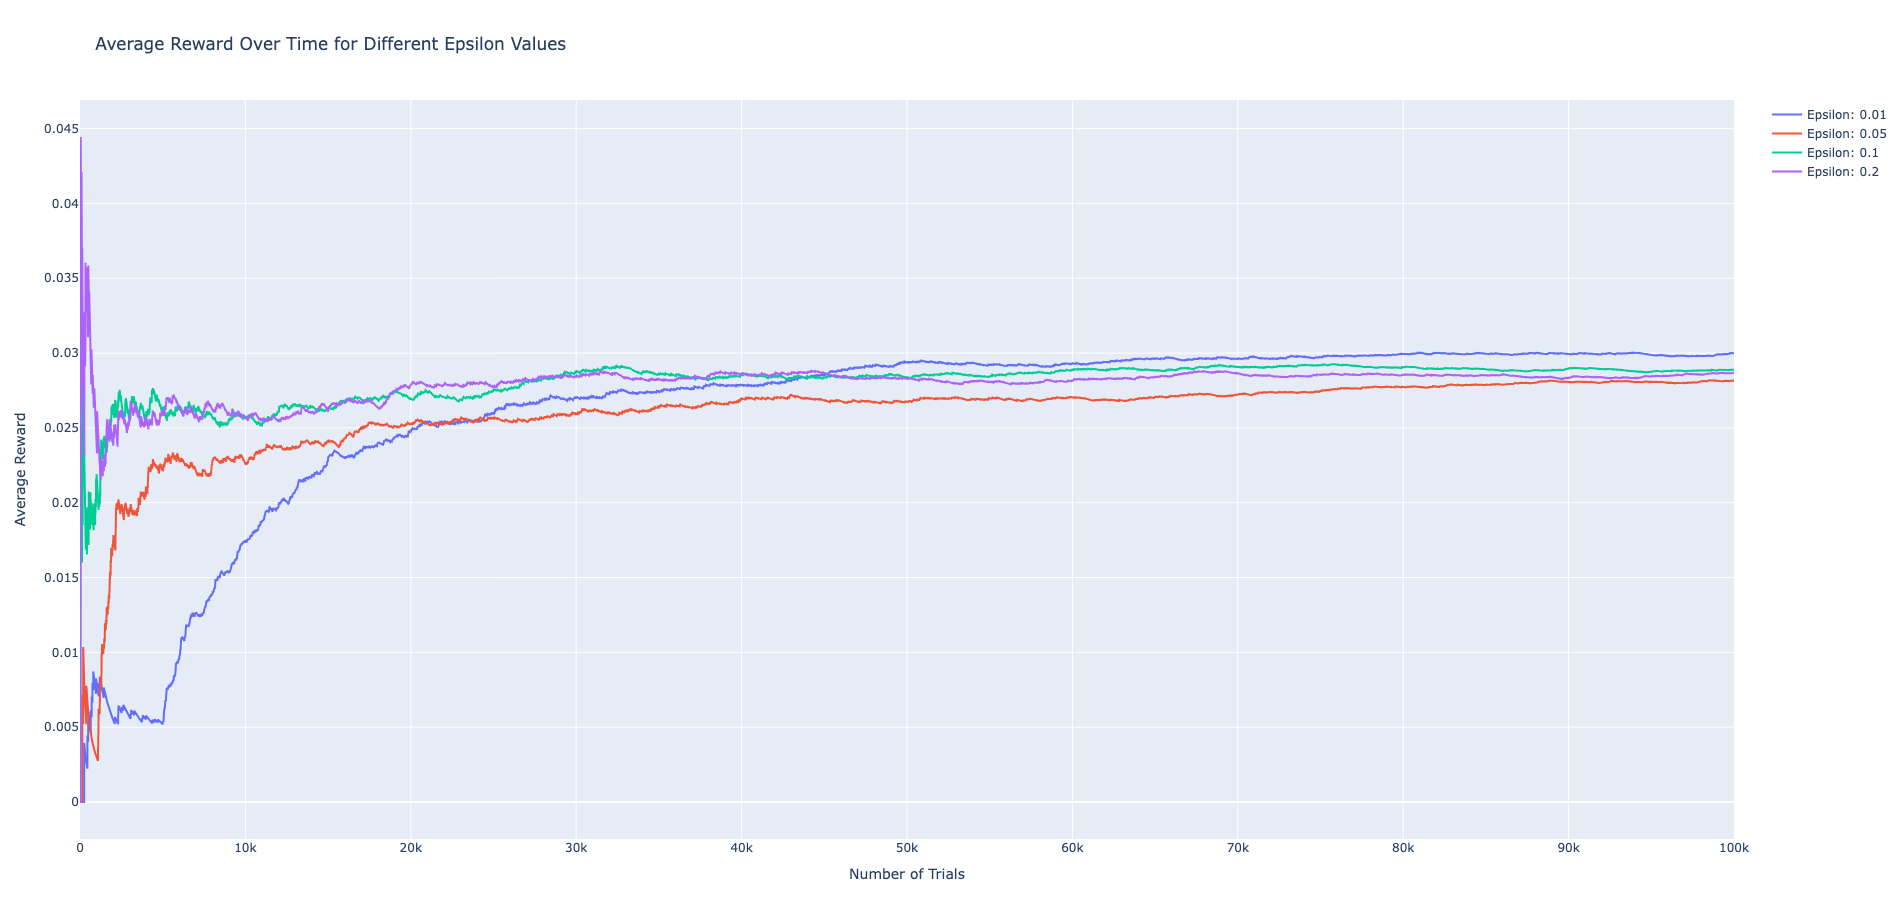 Average Reward Over Time for Different Epsilon Values
Epsilon: 0.01
Epsilon: 0.05
Epsilon: 0.1
Epsilon: 0.2
0.045
0.04
0.035
0.03
0.025
0.02
0.015
0.01
0.005
0
Average Reward
0 10k 20k 30k 40k 50k 60k 70k 80k 90k 100k
Number of Trials